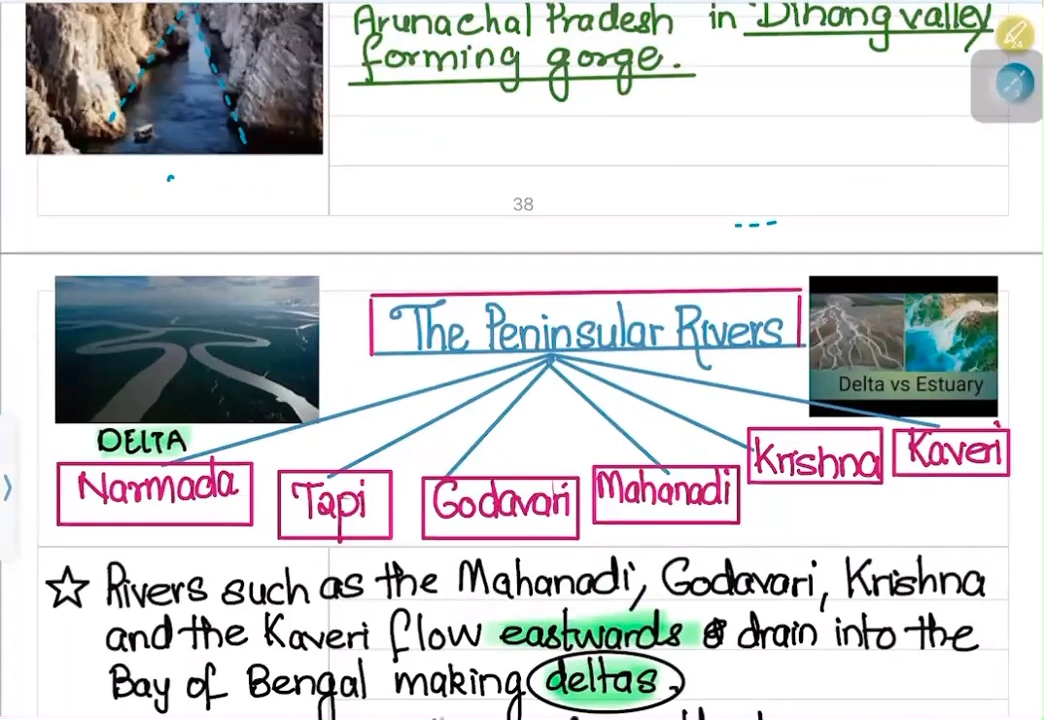 Arunachal Pradesh in Dihang valley
forming gorge.
24
38
The Peninsular Rivers
Delta vs Estuary
DELTA
Narmada
Tapi
Godavari
Mahanadi
Krishna
Kaveri
☆ Rivers such as the Mahanadi, Godavari, Krishna
and the Kaveri flow eastwards & drain into the
Bay of Bengal making deltas.